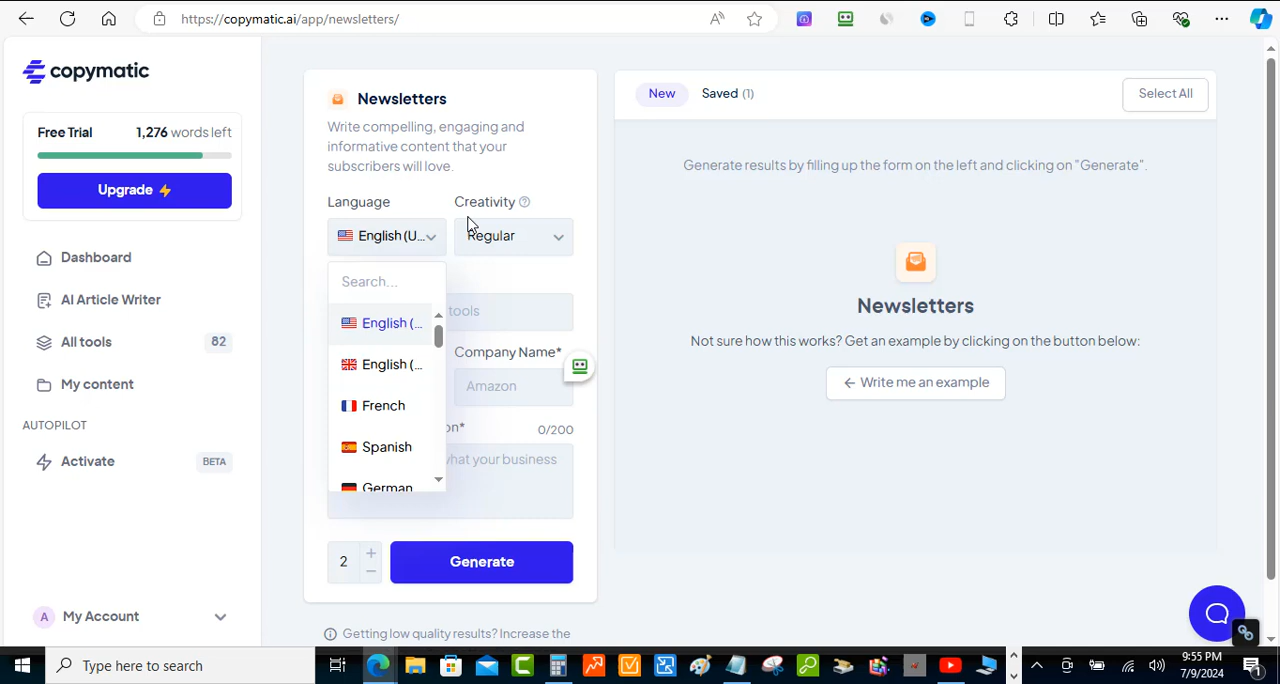 https://copymatic.ai/app/newsletters/
copymatic
Free Trial 1,276 words left
Upgrade
Dashboard
AI Article Writer
All tools 82
My content
AUTOPILOT
Activate BETA
A My Account
Newsletters
Write compelling, engaging and
informative content that your
subscribers will love.
Language Creativity
English (U... Regular
Search...
English (...
English (...
French
Spanish
German
tools
Company Name*
Amazon
on* 0/200
what your business
2 Generate
Getting low quality results? Increase the
New Saved (1) Select All
Generate results by filling up the form on the left and clicking on "Generate".
Newsletters
Not sure how this works? Get an example by clicking on the button below:
← Write me an example
Type here to search
9:55 PM
7/9/2024
1